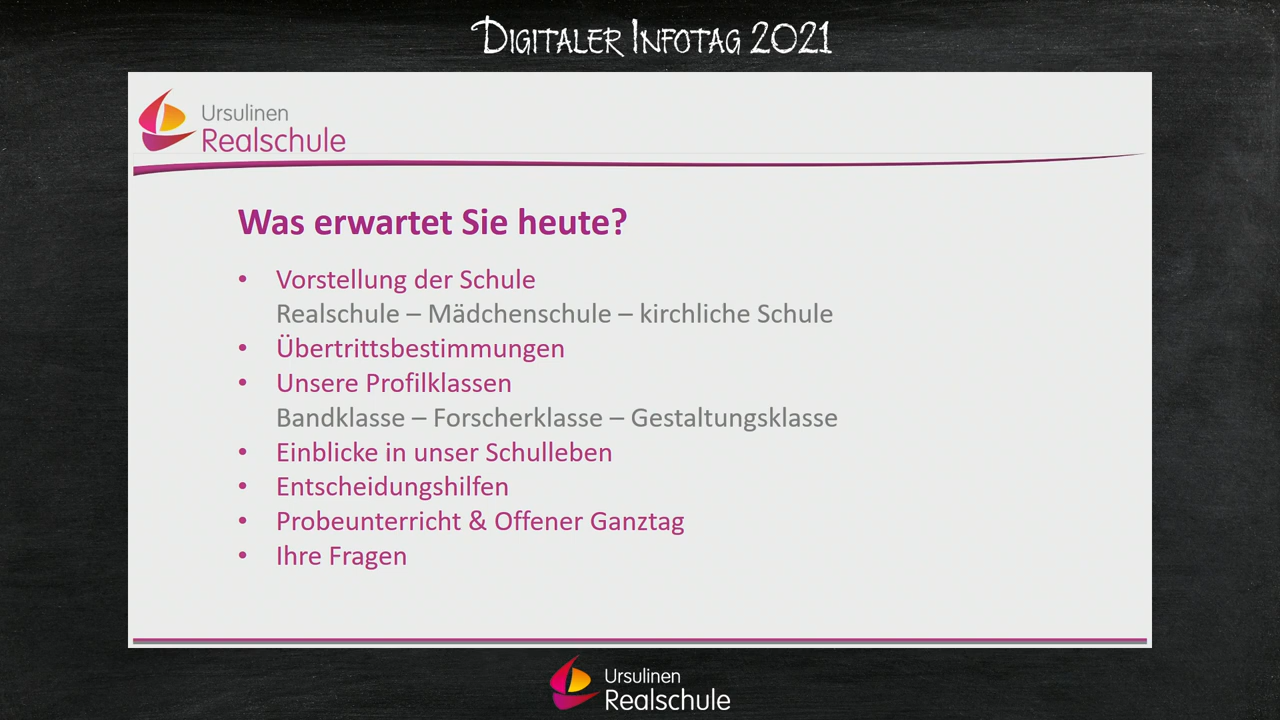 Digitaler Infotag 2021
Ursulinen
Realschule
Was erwartet Sie heute?
• Vorstellung der Schule
Realschule – Mädchenschule – kirchliche Schule
• Übertrittsbestimmungen
• Unsere Profilklassen
Bandklasse – Forscherklasse – Gestaltungsklasse
• Einblicke in unser Schulleben
• Entscheidungshilfen
• Probeunterricht & Offener Ganztag
• Ihre Fragen
Ursulinen
Realschule